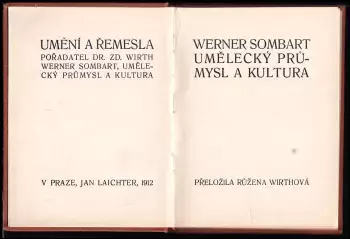 UMĚNÍ A ŘEMESLA
POŘADATEL DR. ZD. WIRTH
WERNER SOMBART, UMĚLE-
CKÝ PRŮMYSL A KULTURA
V PRAZE, JAN LAICHTER, 1912
WERNER SOMBART
UMĚLECKÝ PRŮ-
MYSL A KULTURA
PŘELOŽILA RŮŽENA WIRTHOVÁ